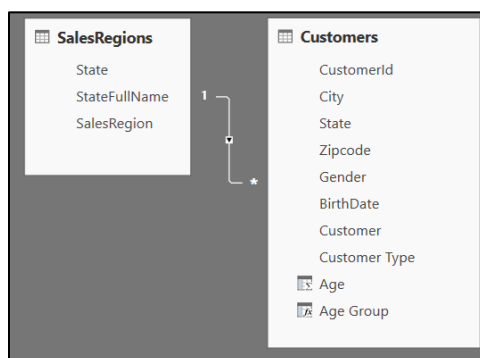 SalesRegions
State
StateFullName
SalesRegion
1
*
Customers
CustomerId
City
State
Zipcode
Gender
BirthDate
Customer
Customer Type
Age
Age Group